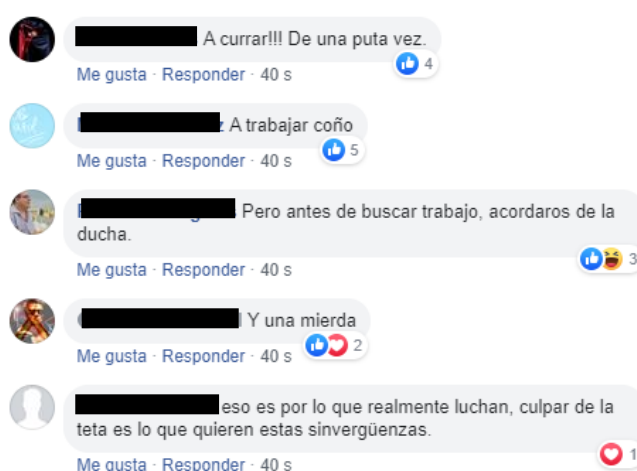 A currar!!! De una puta vez.
4
Me gusta · Responder · 40 s
A trabajar coño
5
Me gusta · Responder · 40 s
Pero antes de buscar trabajo, acordaros de la
ducha.
3
Me gusta · Responder · 40 s
Y una mierda
2
Me gusta · Responder · 40 s
eso es por lo que realmente luchan, culpar de la
teta es lo que quieren estas sinvergüenzas.
1
Me gusta · Responder · 40 s